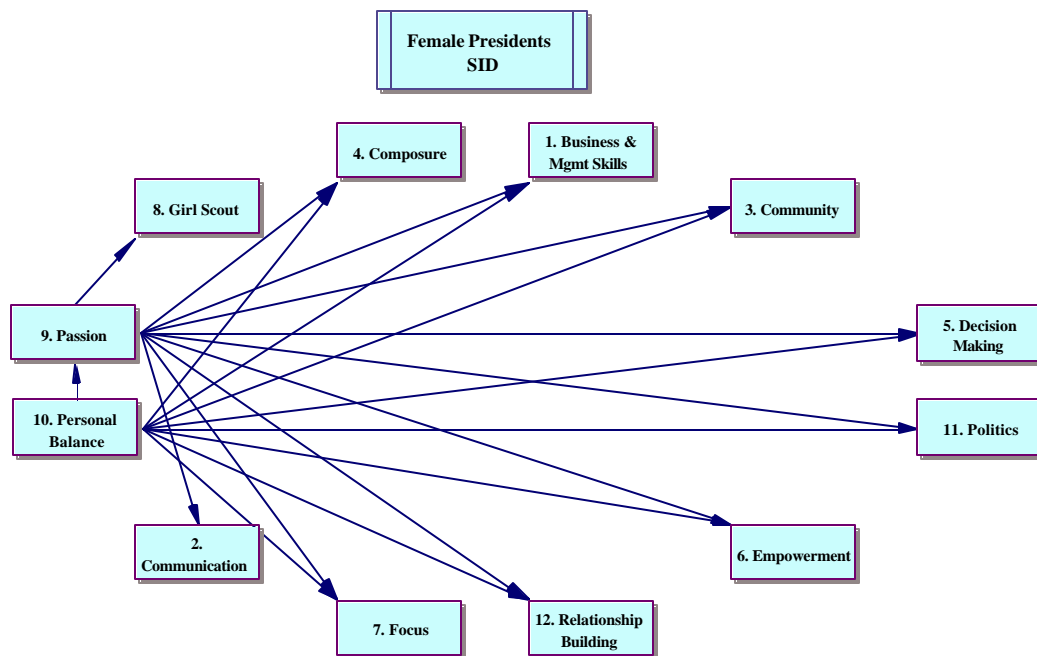 Female Presidents
SID
4. Composure
1. Business &
Mgmt Skills
8. Girl Scout
3. Community
9. Passion
5. Decision
Making
10. Personal
Balance
11. Politics
2.
Communication
6. Empowerment
7. Focus
12. Relationship
Building